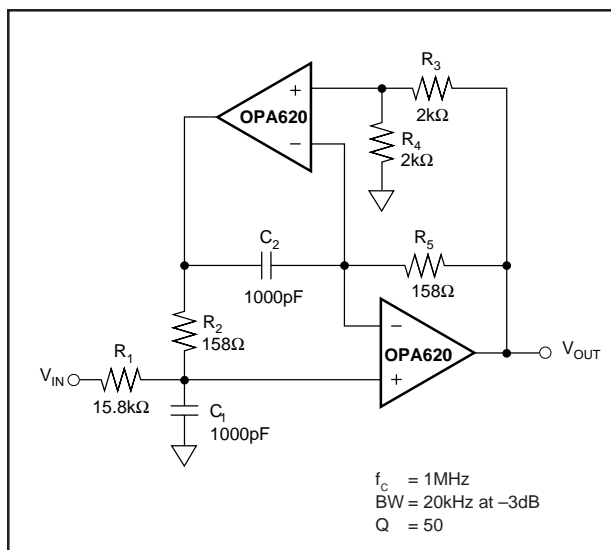 R3
2kΩ
+
OPA620
−
R4
2kΩ
C2
1000pF
R5
158Ω
R2
158Ω
−
OPA620
+
VOUT
VIN
R1
15.8kΩ
C1
1000pF
fC = 1MHz
BW = 20kHz at –3dB
Q = 50